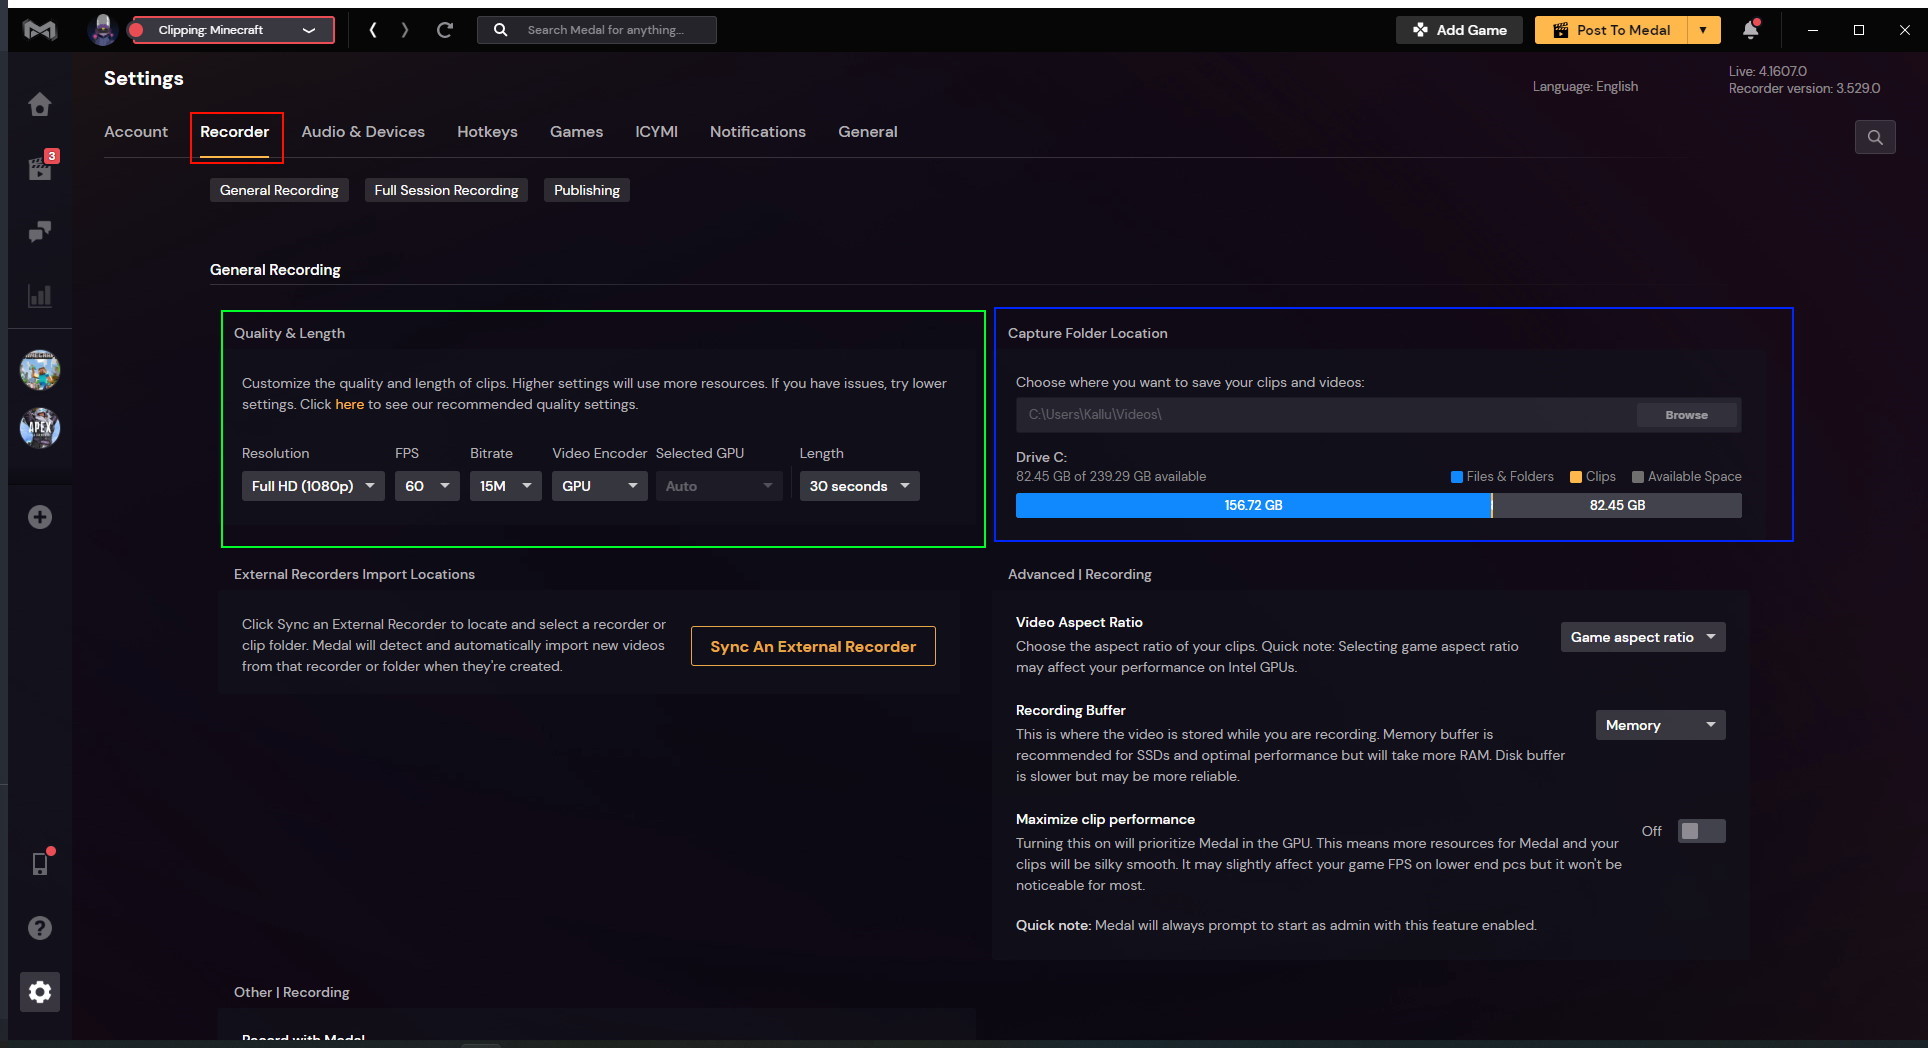 Clipping: Minecraft
Search Medal for anything...
Add Game
Post To Medal
Settings
Language: English
Live: 4.1607.0
Recorder version: 3.529.0
Account
Recorder
Audio & Devices
Hotkeys
Games
ICYMI
Notifications
General
3
General Recording
Full Session Recording
Publishing
General Recording
Quality & Length
Customize the quality and length of clips. Higher settings will use more resources. If you have issues, try lower
settings. Click here to see our recommended quality settings.
Resolution
FPS
Bitrate
Video Encoder
Selected GPU
Length
Full HD (1080p)
60
15M
GPU
Auto
30 seconds
Capture Folder Location
Choose where you want to save your clips and videos:
C:\Users\Kallu\Videos\
Browse
Drive C:
82.45 GB of 239.29 GB available
Files & Folders
Clips
Available Space
156.72 GB
82.45 GB
APEX
External Recorders Import Locations
Click Sync an External Recorder to locate and select a recorder or
clip folder. Medal will detect and automatically import new videos
from that recorder or folder when they're created.
Sync An External Recorder
Advanced | Recording
Video Aspect Ratio
Choose the aspect ratio of your clips. Quick note: Selecting game aspect ratio
may affect your performance on Intel GPUs.
Game aspect ratio
Recording Buffer
This is where the video is stored while you are recording. Memory buffer is
recommended for SSDs and optimal performance but will take more RAM. Disk buffer
is slower but may be more reliable.
Memory
Maximize clip performance
Turning this on will prioritize Medal in the GPU. This means more resources for Medal and your
clips will be silky smooth. It may slightly affect your game FPS on lower end pcs but it won't be
noticeable for most.
Off
Quick note: Medal will always prompt to start as admin with this feature enabled.
Other | Recording
Record with Medal